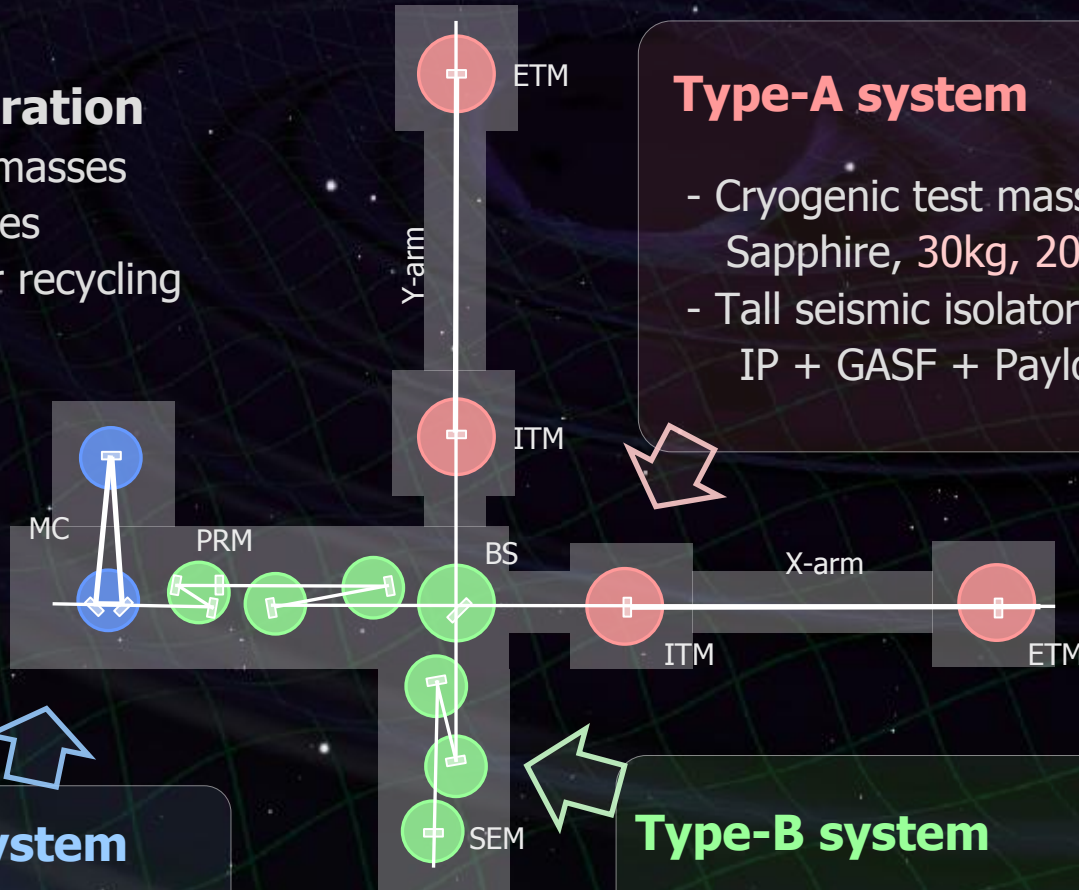 ration
masses
es
r recycling
ETM
Y-arm
ITM
MC
PRM
BS
X-arm
ITM
ETM
SEM
Type-A system
- Cryogenic test mass
Sapphire, 30kg, 20
- Tall seismic isolator
IP + GASF + Paylo
ystem
Type-B system